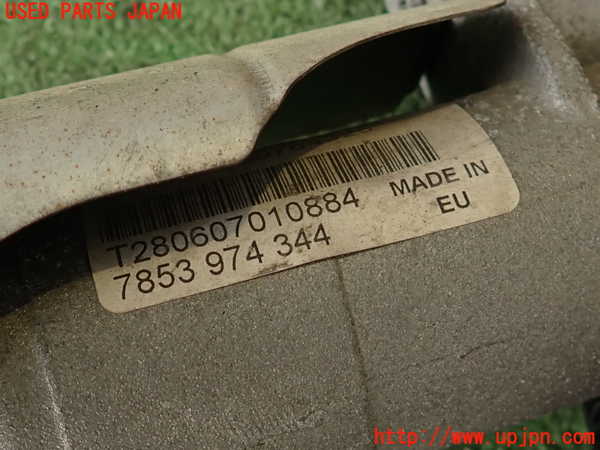 USED PARTS JAPAN
T280607010884
7853 974 344
MADE IN
EU
http://www.upjpn.com/